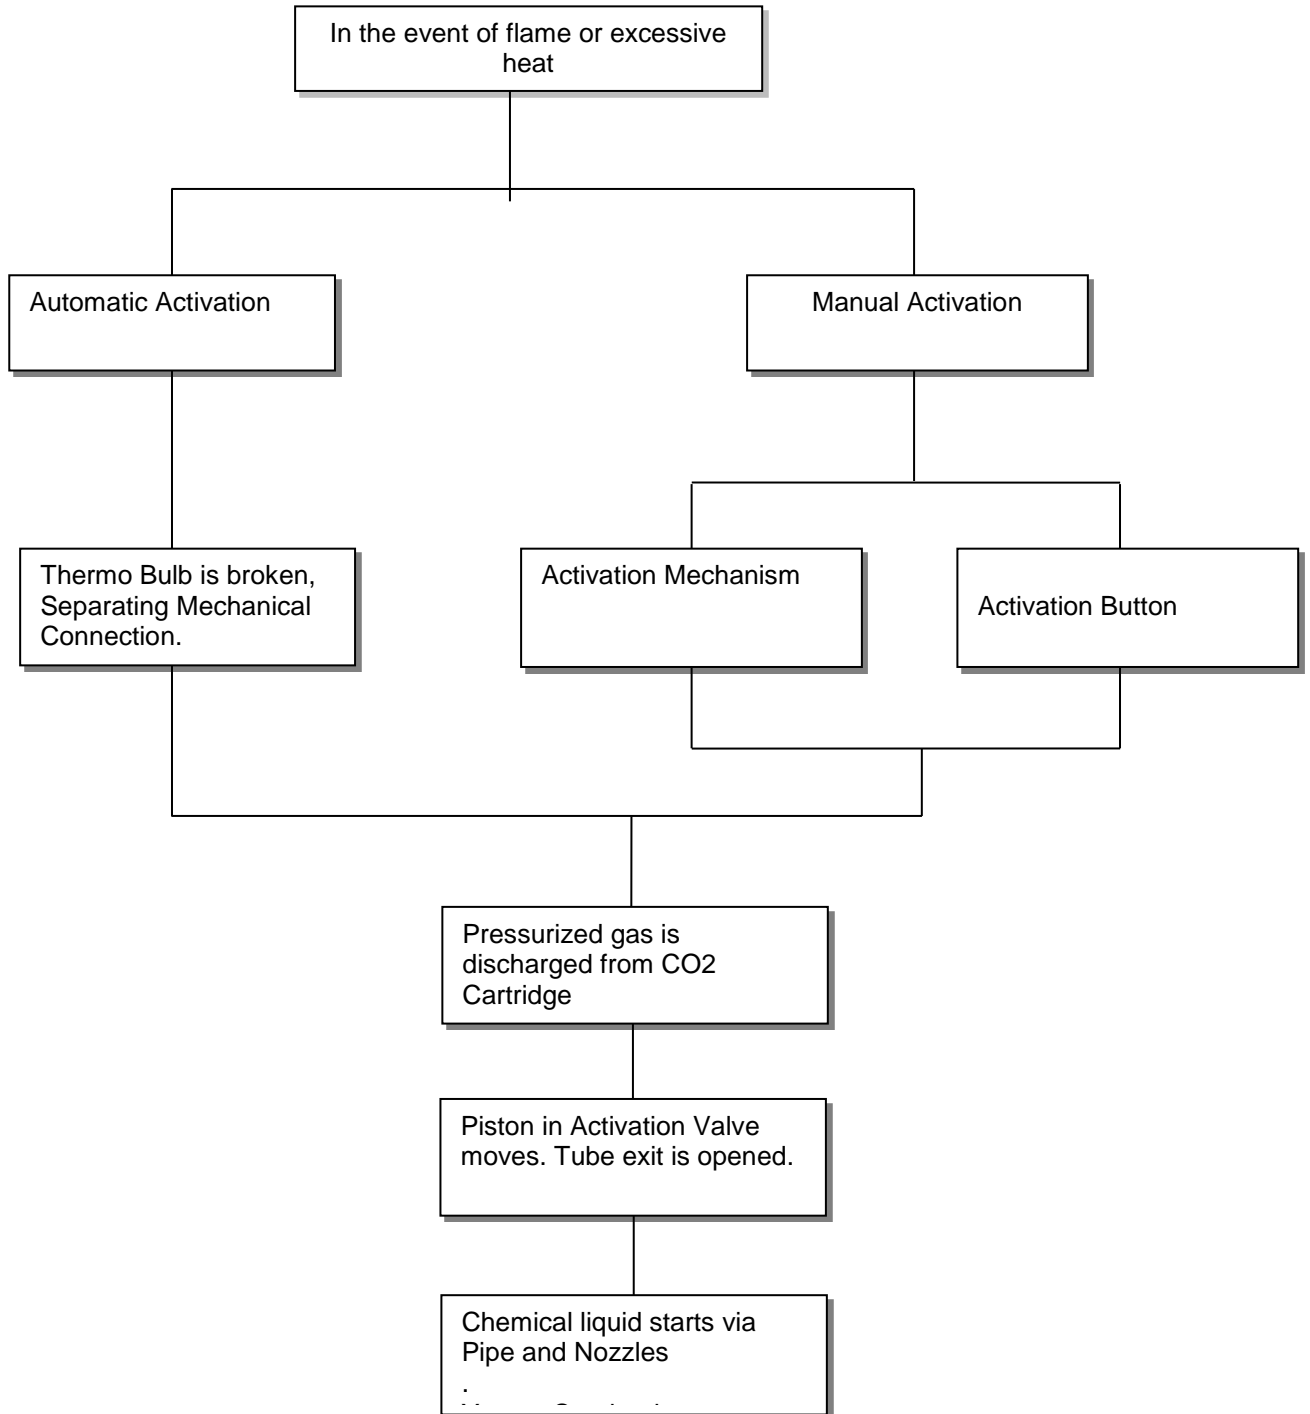 In the event of flame or excessive
heat
Automatic Activation
Manual Activation
Thermo Bulb is broken,
Separating Mechanical
Connection.
Activation Mechanism
Activation Button
Pressurized gas is
discharged from CO2
Cartridge
Piston in Activation Valve
moves. Tube exit is opened.
Chemical liquid starts via
Pipe and Nozzles
.